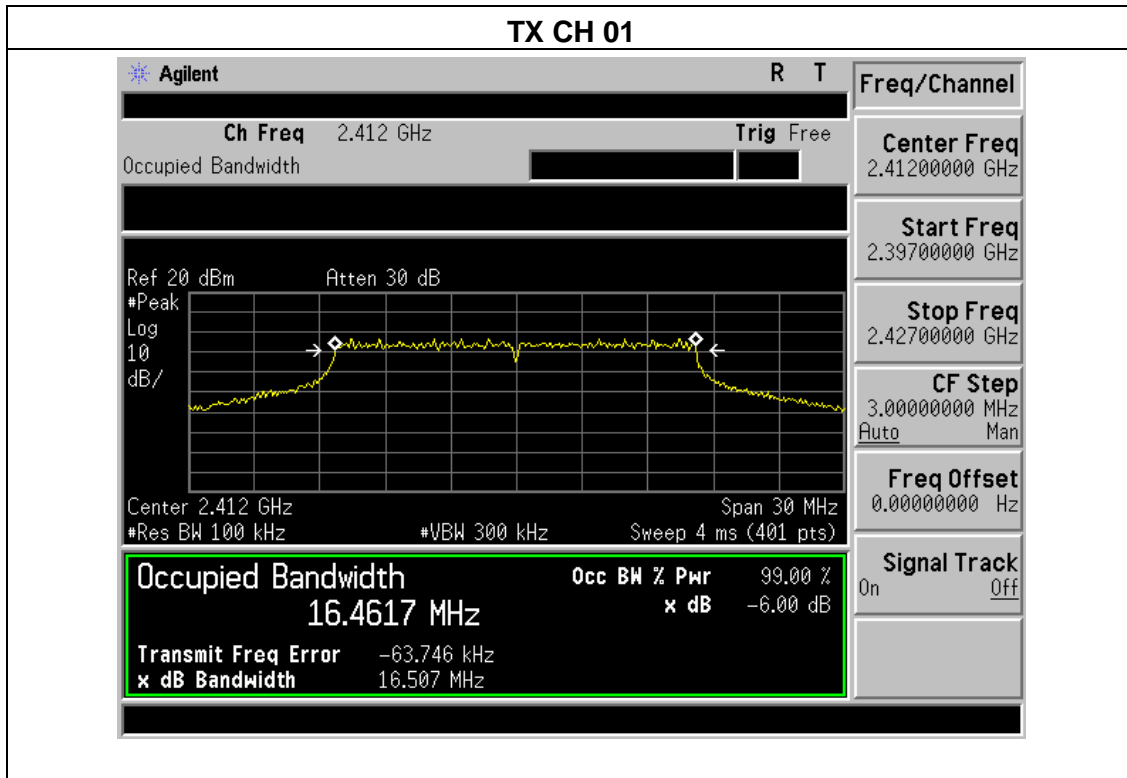 TX CH 01
Agilent R T
Freq/Channel
Ch Freq 2.412 GHz Trig Free
Occupied Bandwidth
Center Freq
2.41200000 GHz
Start Freq
2.39700000 GHz
Stop Freq
2.42700000 GHz
CF Step
3.00000000 MHz
Auto Man
Freq Offset
0.00000000 Hz
Signal Track
On Off
Ref 20 dBm Atten 30 dB
#Peak
Log
10
dB/
Center 2.412 GHz Span 30 MHz
#Res BW 100 kHz #VBW 300 kHz Sweep 4 ms (401 pts)
Occupied Bandwidth Occ BW % Pwr 99.00 %
16.4617 MHz x dB -6.00 dB
Transmit Freq Error -63.746 kHz
x dB Bandwidth 16.507 MHz